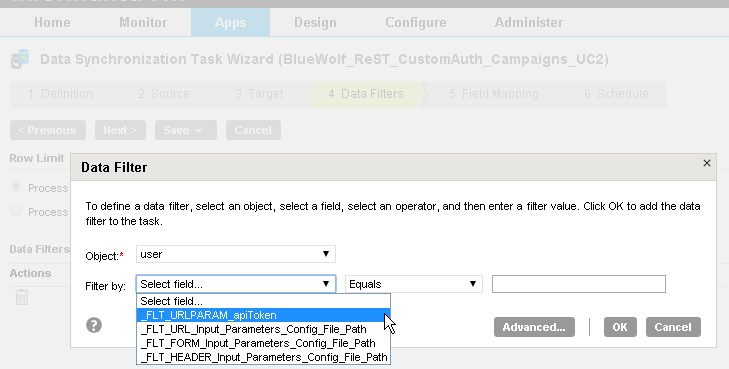 Home Monitor Apps Design Configure Administer
Data Synchronization Task Wizard (BlueWolf_ReST_CustomAuth_Campaigns_UC2)
1. Definition 2. Source 3. Target 4. Data Filters 5. Field Mapping 6. Schedule
< Previous Next > Save Cancel
Row Limit
Data Filter ×
Process
To define a data filter, select an object, select a field, select an operator, and then enter a filter value. Click OK to add the data
Process
filter to the task.
Data Filters
Object:* user
Actions
Filter by: Select field... Equals
Select field...
_FLT_URLPARAM_apiToken
_FLT_URL_Input_Parameters_Config_File_Path
? Advanced... OK Cancel
_FLT_FORM_Input_Parameters_Config_File_Path
_FLT_HEADER_Input_Parameters_Config_File_Path